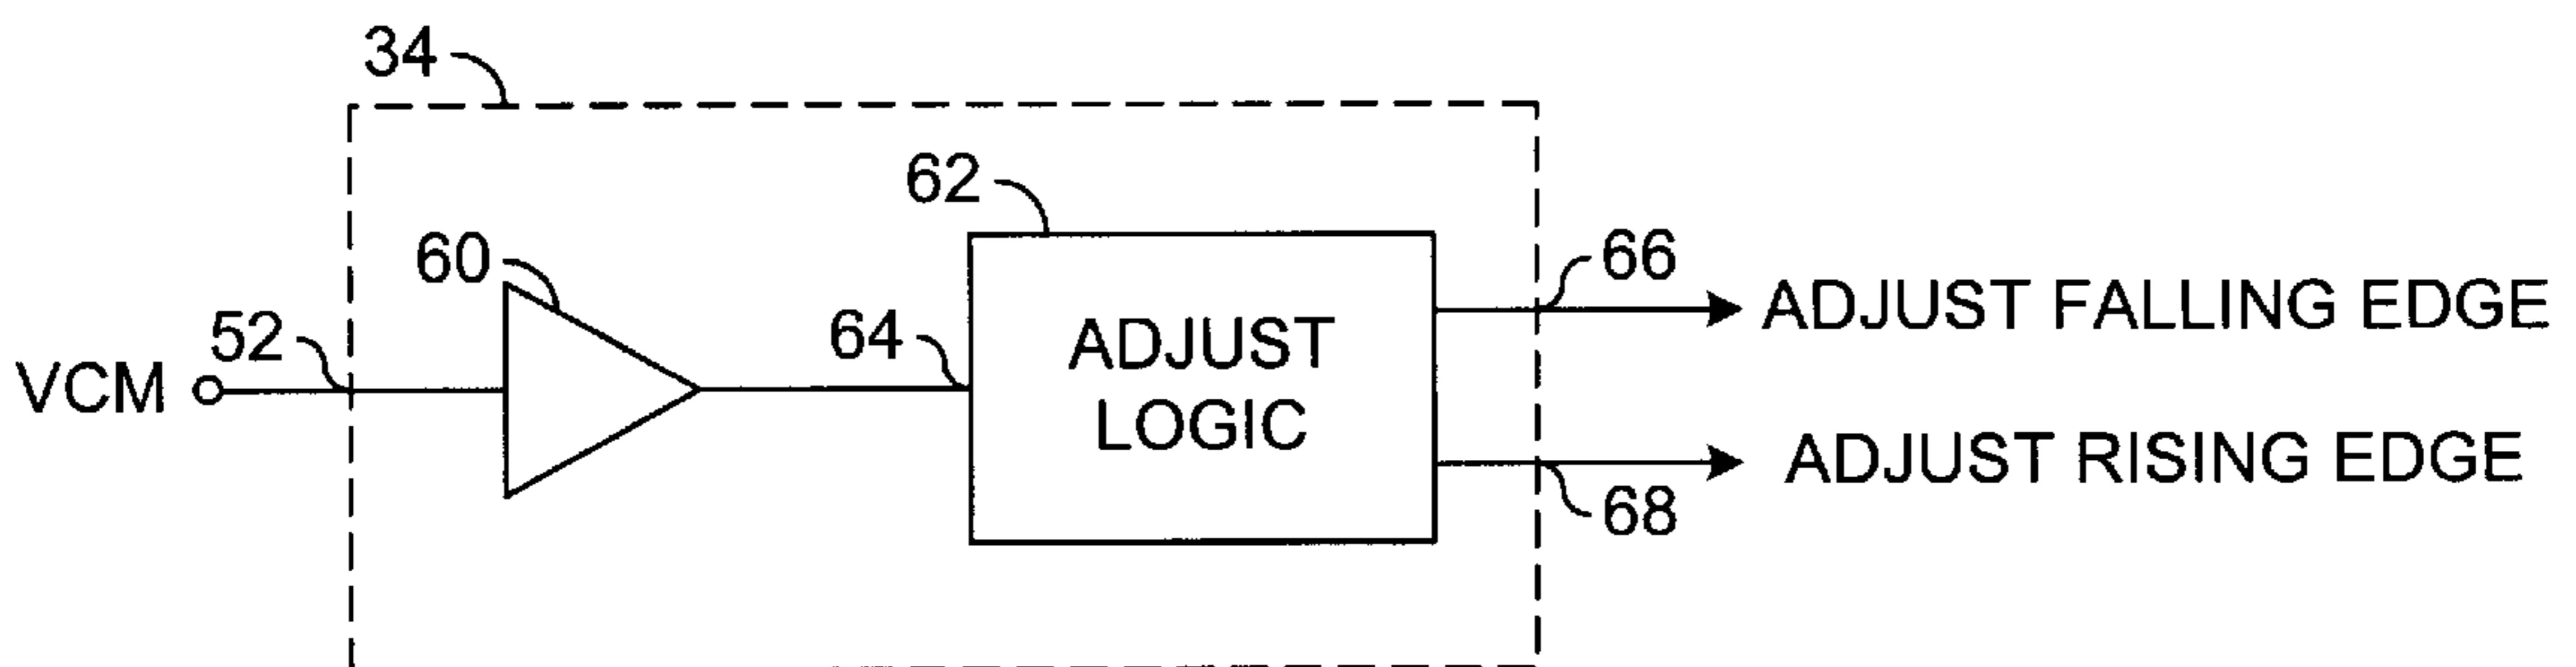 34
62
60
66
ADJUST FALLING EDGE
52
64
ADJUST
LOGIC
VCM
ADJUST RISING EDGE
68